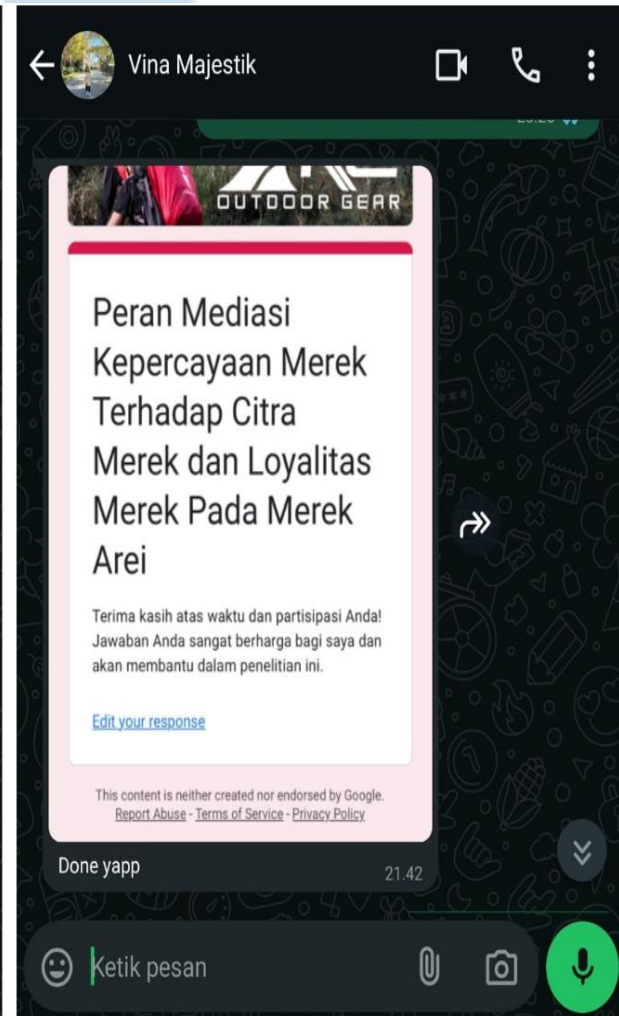 Vina Majestik
OUTDOOR GEAR
Peran Mediasi
Kepercayaan Merek
Terhadap Citra
Merek dan Loyalitas
Merek Pada Merek
Arei
Terima kasih atas waktu dan partisipasi Anda!
Jawaban Anda sangat berharga bagi saya dan
akan membantu dalam penelitian ini.
Edit your response
This content is neither created nor endorsed by Google.
Report Abuse - Terms of Service - Privacy Policy
Done yapp
21.42
Ketik pesan